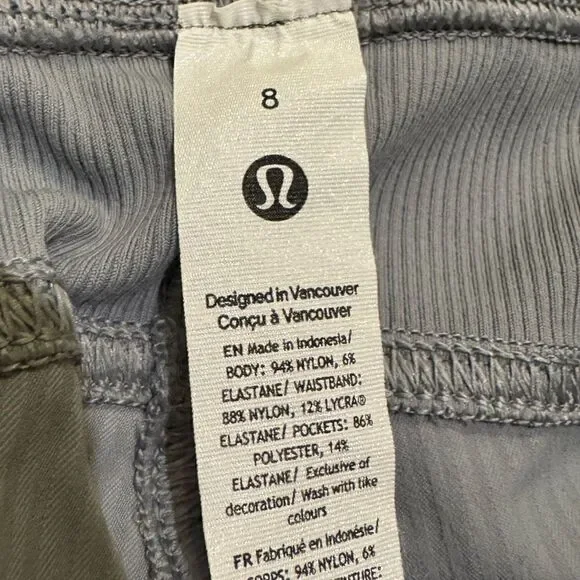 8
Designed in Vancouver
Conçu à Vancouver
EN Made in Indonesia/
BODY: 94% NYLON, 6%
ELASTANE/ WAISTBAND:
88% NYLON, 12% LYCRA®
ELASTANE/ POCKETS: 86%
POLYESTER, 14%
ELASTANE/ Exclusive of
decoration/ Wash with like
colours
FR Fabriqué en Indonésie/
CORPS: 94% NYLON, 6%